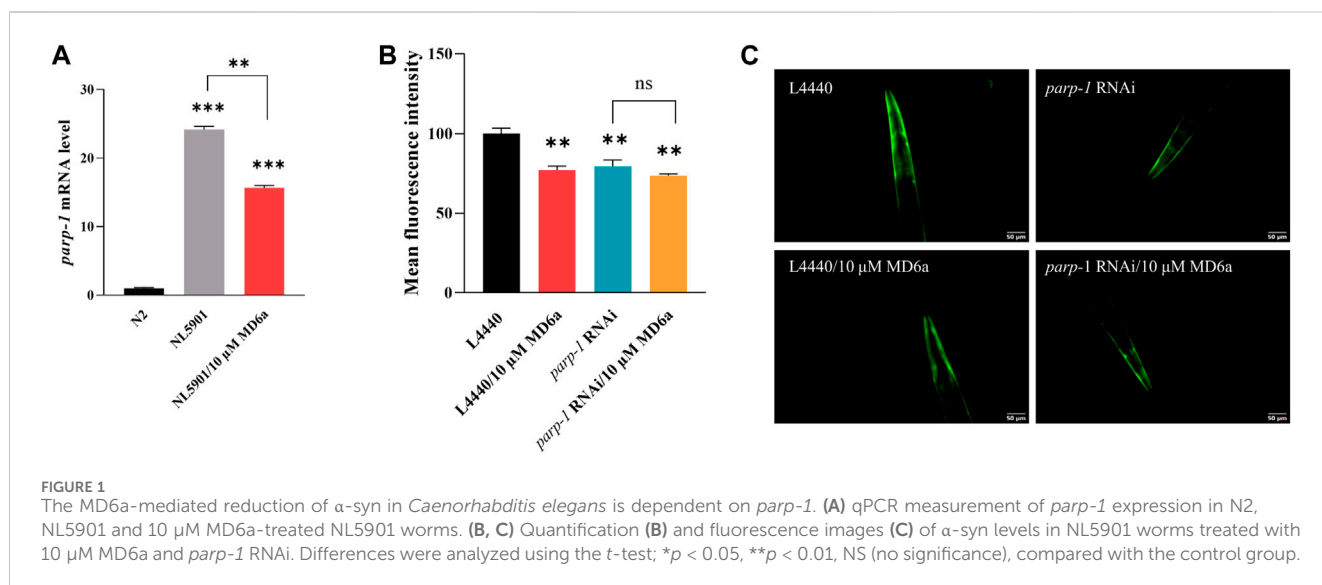 A
parp-1 mRNA level
40
30
20
10
0
**
***
***
N2
NL5901
NL5901/10 μM MD6a
B
Mean fluorescence intensity
150
100
50
0
ns
**
**
**
L4440
L4440/10 μM MD6a
parp-1 RNAi
parp-1 RNAi/10 μM MD6a
C
L4440
50 μm
parp-1 RNAi
50 μm
L4440/10 μM MD6a
50 μm
parp-1 RNAi/10 μM MD6a
50 μm
FIGURE 1
The MD6a-mediated reduction of α-syn in Caenorhabditis elegans is dependent on parp-1. (A) qPCR measurement of parp-1 expression in N2,
NL5901 and 10 μM MD6a-treated NL5901 worms. (B, C) Quantification (B) and fluorescence images (C) of α-syn levels in NL5901 worms treated with
10 μM MD6a and parp-1 RNAi. Differences were analyzed using the t-test; *p < 0.05, **p < 0.01, NS (no significance), compared with the control group.